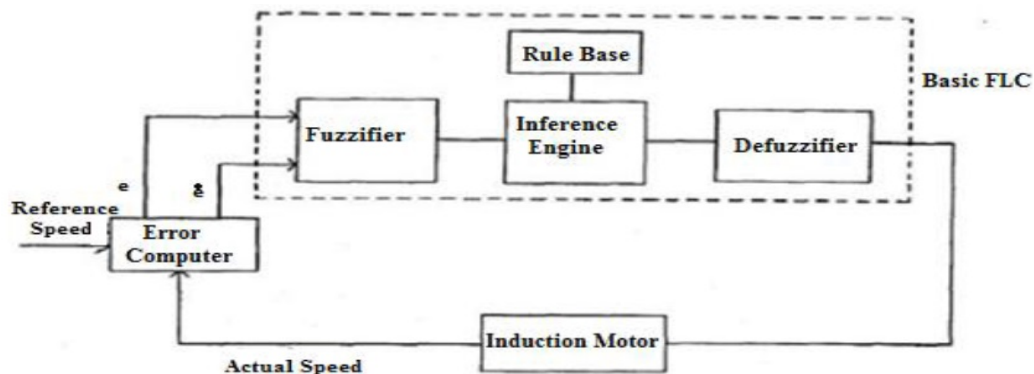 Rule Base
Basic FLC
Fuzzifier
Inference
Engine
Defuzzifier
e
Reference
Speed
Error
Computer
Induction Motor
Actual Speed